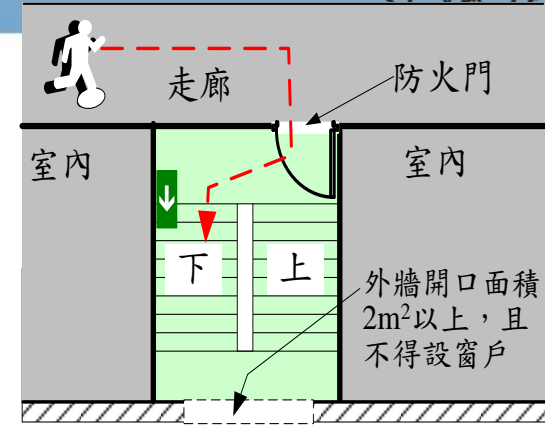 走廊
防火門
室內
室內
下
上
外牆開口面積
2m²以上，且
不得設窗戶